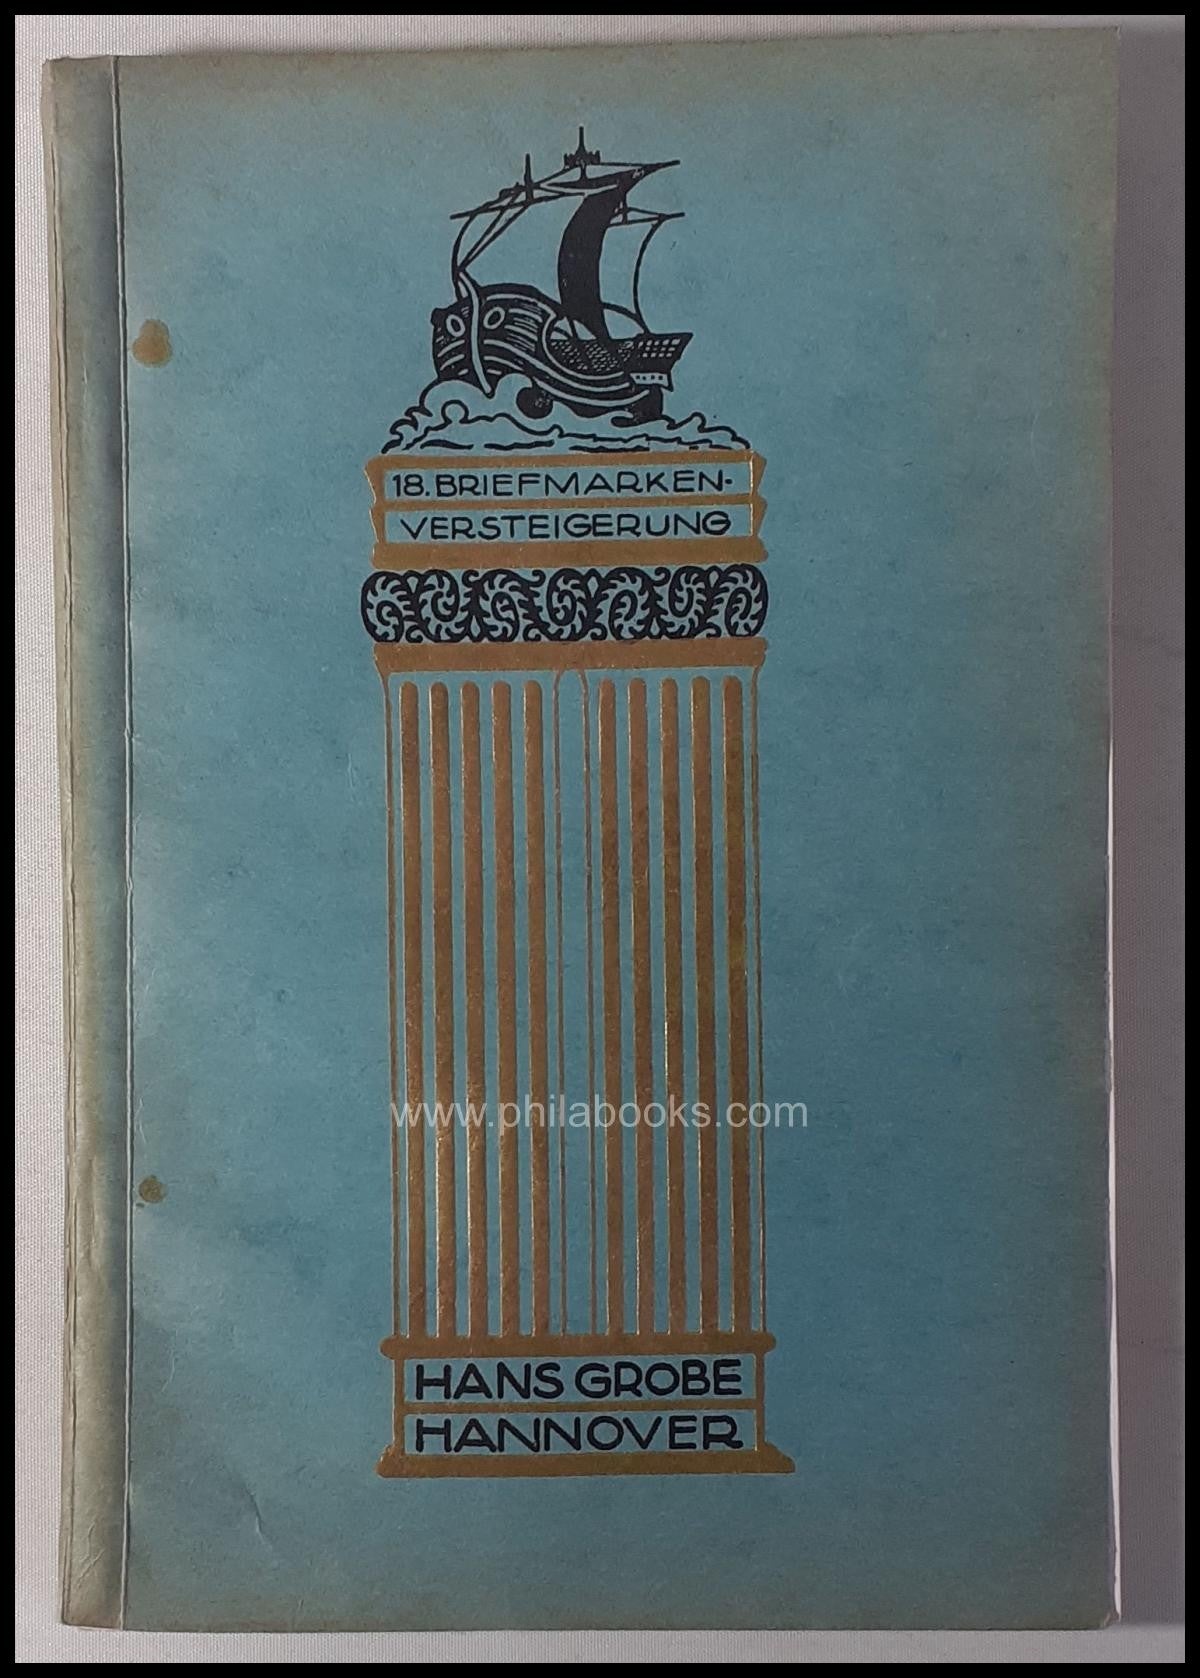 18. BRIEFMARKEN-
VERSTEIGERUNG
www.philabooks.com
HANS GROBE
HANNOVER